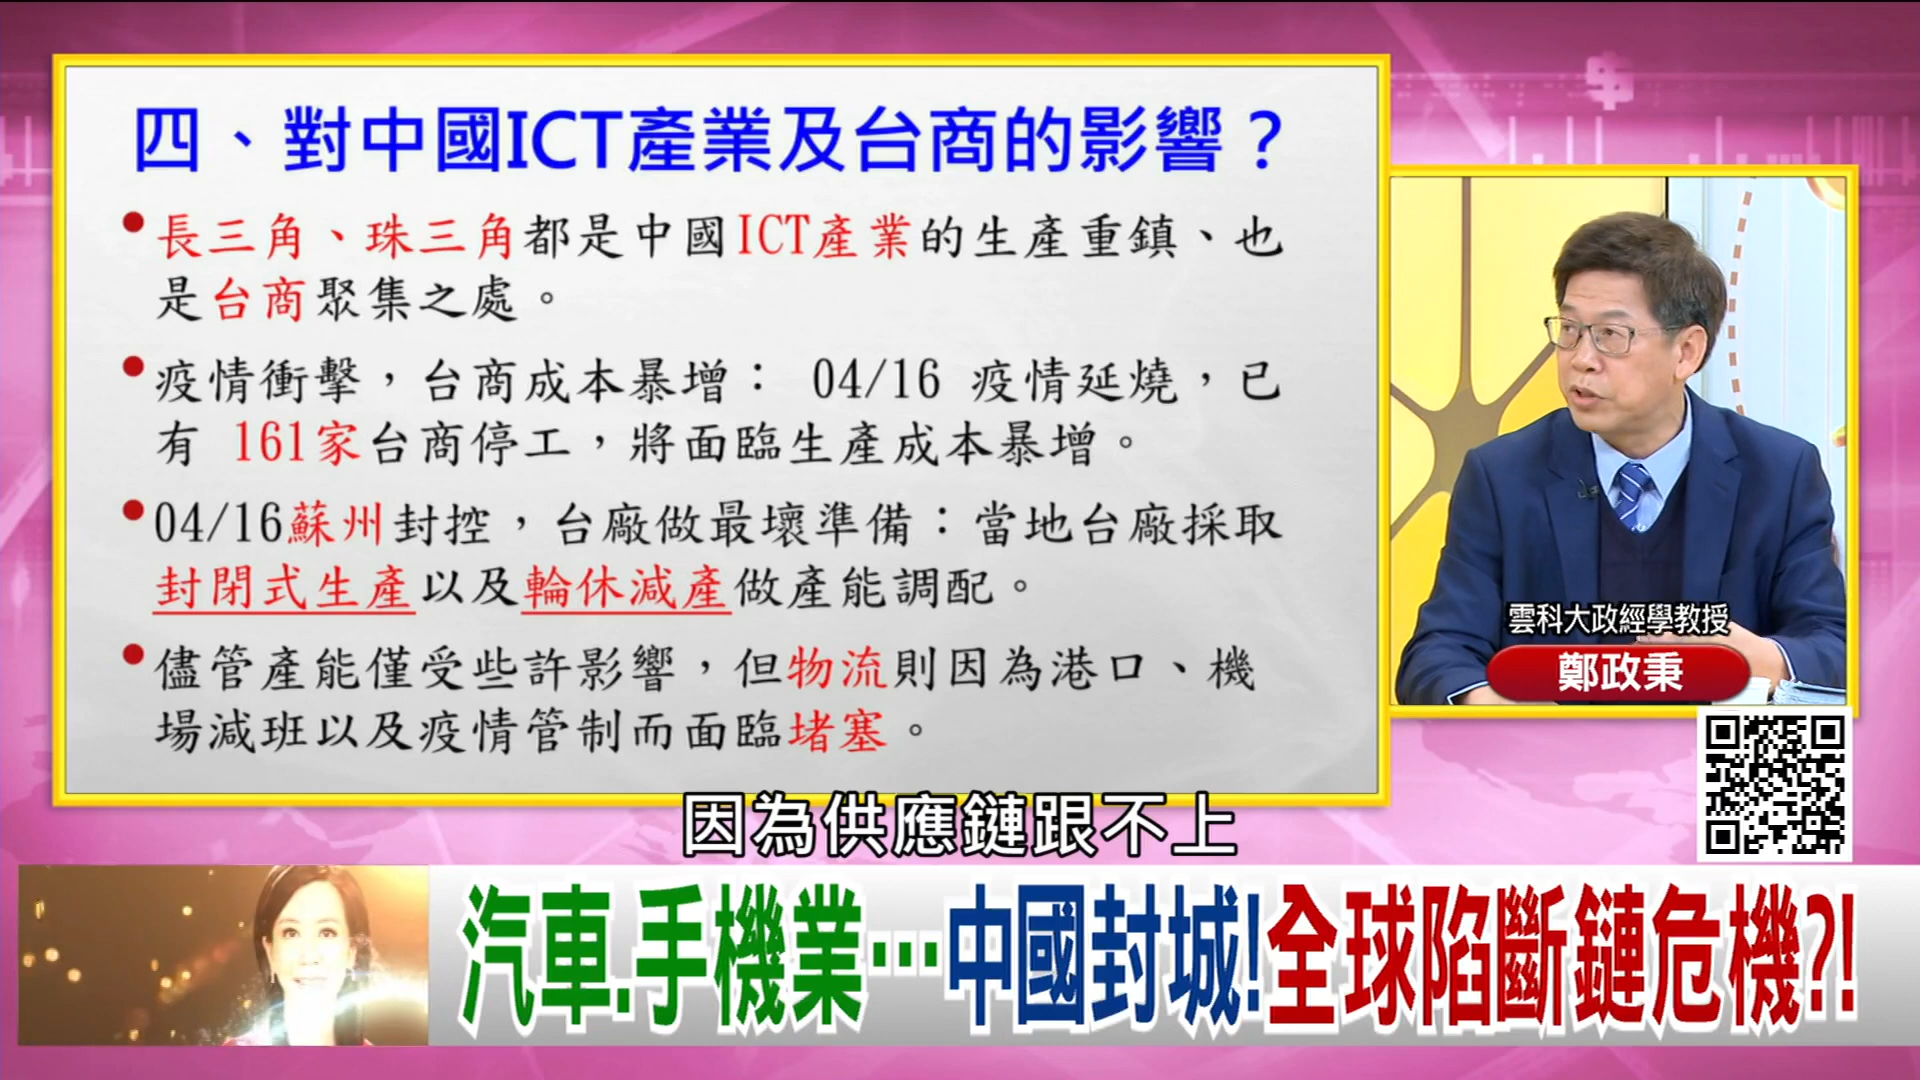 四、對中國ICT產業及台商的影響？
•長三角、珠三角都是中國ICT產業的生產重鎮、也
是台商聚集之處。
•疫情衝擊，台商成本暴增： 04/16 疫情延燒，已
有 161家台商停工，將面臨生產成本暴增。
•04/16蘇州封控，台廠做最壞準備：當地台廠採取
封閉式生產以及輪休減產做產能調配。
•儘管產能僅受些許影響，但物流則因為港口、機
場減班以及疫情管制而面臨堵塞。
雲科大政經學教授
鄭政秉
因為供應鏈跟不上
汽車.手機業…中國封城!全球陷斷鏈危機?!